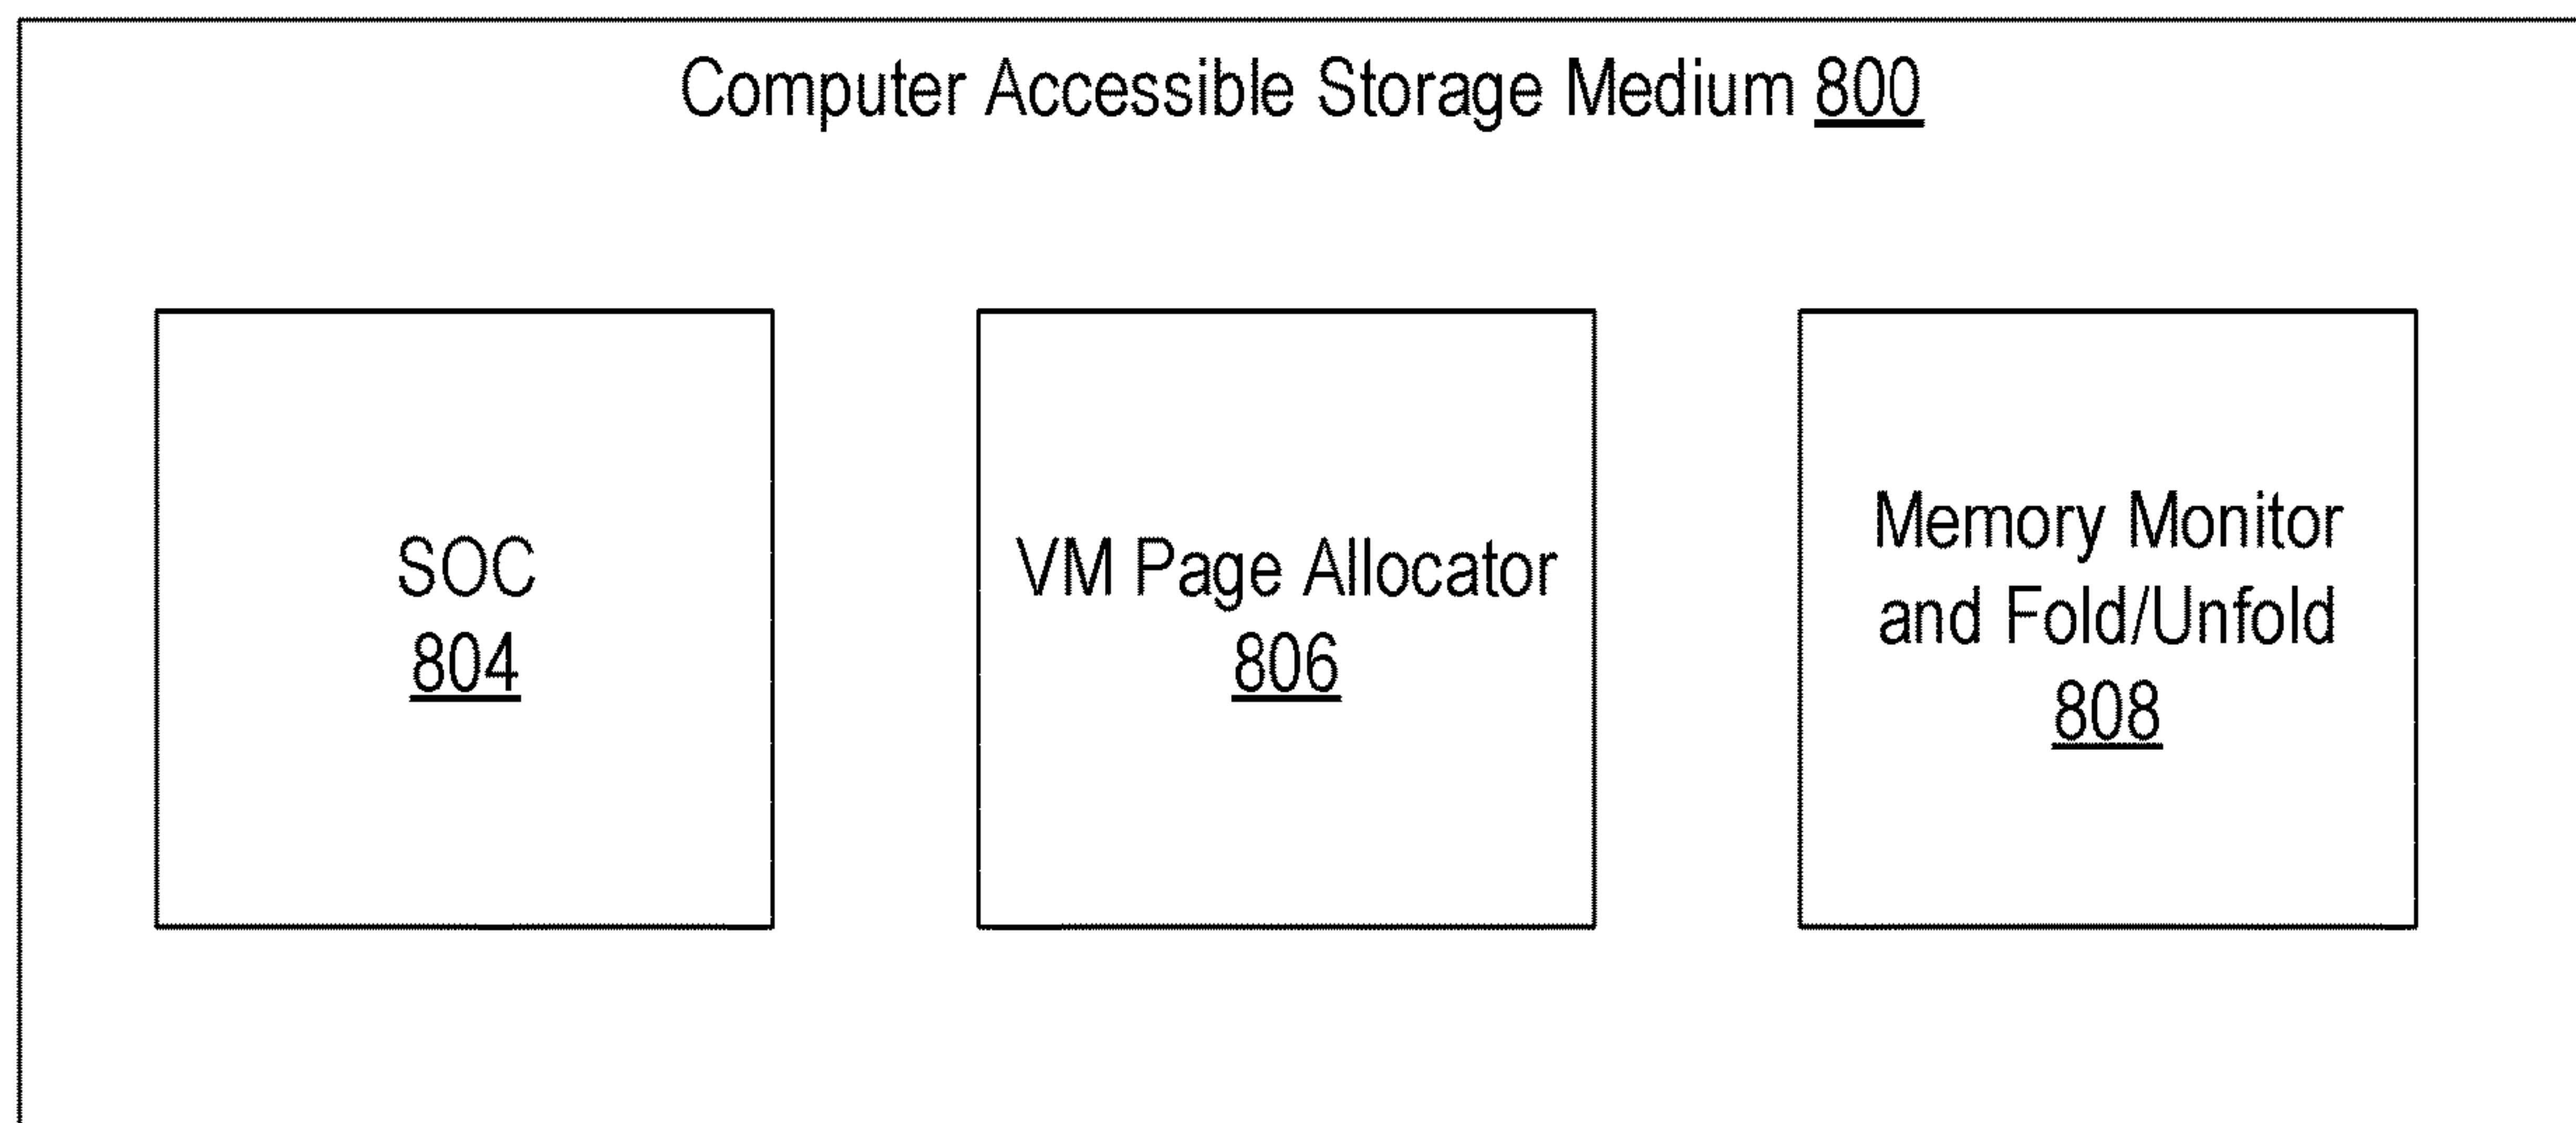 Computer Accessible Storage Medium 800
SOC
804
VM Page Allocator
806
Memory Monitor
and Fold/Unfold
808